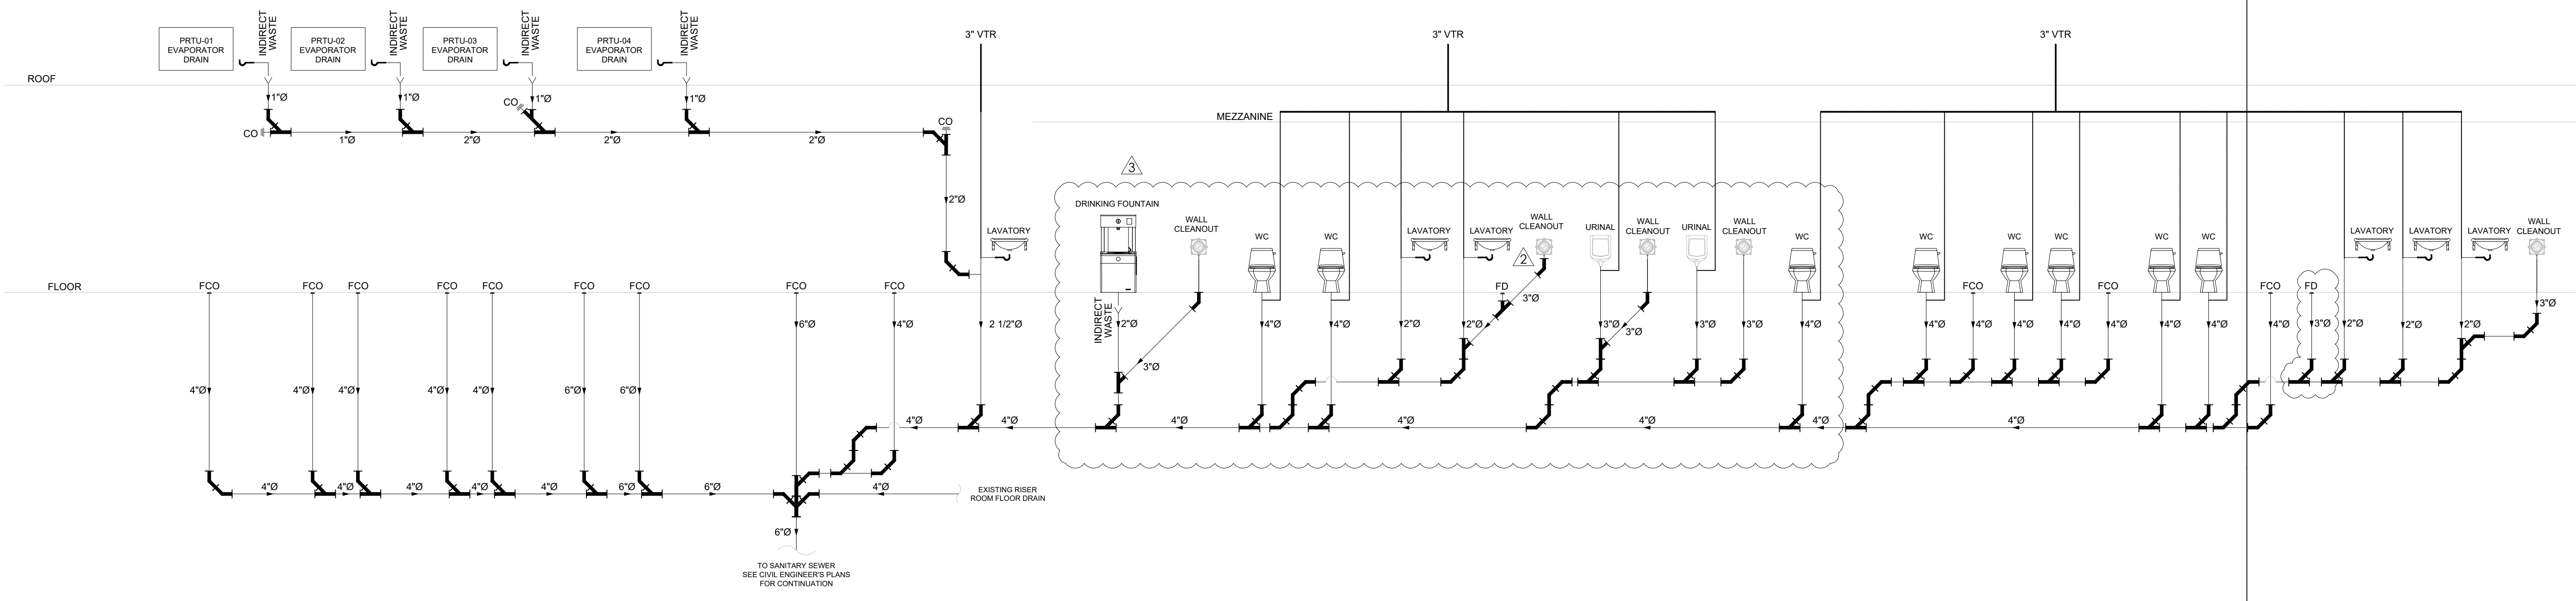 3" VTR
3" VTR
3" VTR
PRTU-01
EVAPORATOR
DRAIN
INDIRECT
WASTE
PRTU-02
EVAPORATOR
DRAIN
INDIRECT
WASTE
PRTU-03
EVAPORATOR
DRAIN
INDIRECT
WASTE
PRTU-04
EVAPORATOR
DRAIN
INDIRECT
WASTE
ROOF
1"Ø
1"Ø
CO
1"Ø
1"Ø
CO
1"Ø
2"Ø
2"Ø
2"Ø
CO
MEZZANINE
3
2"Ø
DRINKING FOUNTAIN
LAVATORY
WALL
CLEANOUT
WC
WC
LAVATORY
LAVATORY
WALL
CLEANOUT
2
URINAL
WALL
CLEANOUT
URINAL
WALL
CLEANOUT
WC
WC
WC
WC
WC
WC
LAVATORY
LAVATORY
LAVATORY
WALL
CLEANOUT
FLOOR
FCO
FCO
FCO
FCO
FCO
FCO
FCO
FCO
FCO
FD
3"Ø
FCO
FCO
FCO
FD
3"Ø
6"Ø
4"Ø
2 1/2"Ø
INDIRECT
WASTE
2"Ø
4"Ø
4"Ø
2"Ø
2"Ø
3"Ø
3"Ø
3"Ø
3"Ø
4"Ø
4"Ø
4"Ø
4"Ø
4"Ø
4"Ø
4"Ø
4"Ø
4"Ø
3"Ø
2"Ø
2"Ø
2"Ø
3"Ø
4"Ø
4"Ø
4"Ø
4"Ø
4"Ø
6"Ø
6"Ø
4"Ø
4"Ø
4"Ø
4"Ø
4"Ø
4"Ø
4"Ø
4"Ø
4"Ø
4"Ø
4"Ø
4"Ø
4"Ø
6"Ø
6"Ø
4"Ø
EXISTING RISER
ROOM FLOOR DRAIN
6"Ø
TO SANITARY SEWER
SEE CIVIL ENGINEER'S PLANS
FOR CONTINUATION